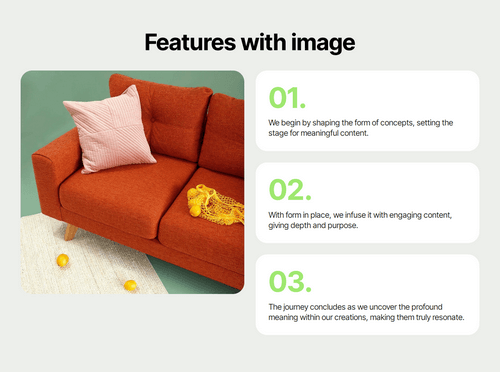 Features with image
01.
We begin by shaping the form of concepts, setting the
stage for meaningful content.
02.
With form in place, we infuse it with engaging content,
giving depth and purpose.
03.
The journey concludes as we uncover the profound
meaning within our creations, making them truly resonate.